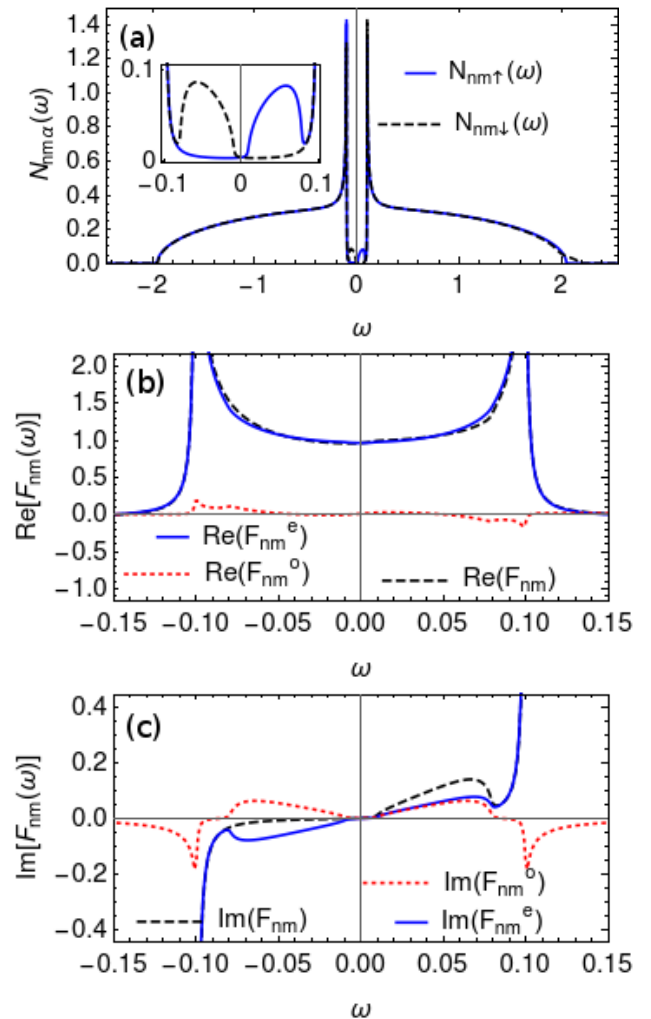 (a)
N_nmα(ω)
1.4
1.2
1.0
0.8
0.6
0.4
0.2
0.0
0.1
0
−0.1 0 0.1
N_nm↑(ω)
N_nm↓(ω)
−2 −1 0 1 2
ω
(b)
Re[F_nm(ω)]
2.0
1.5
1.0
0.5
0.0
−0.5
−1.0
Re(F_nm^e)
Re(F_nm^o)
Re(F_nm)
−0.15 −0.10 −0.05 0.00 0.05 0.10 0.15
ω
(c)
Im[F_nm(ω)]
0.4
0.2
0.0
−0.2
−0.4
Im(F_nm^o)
Im(F_nm) Im(F_nm^e)
−0.15 −0.10 −0.05 0.00 0.05 0.10 0.15
ω